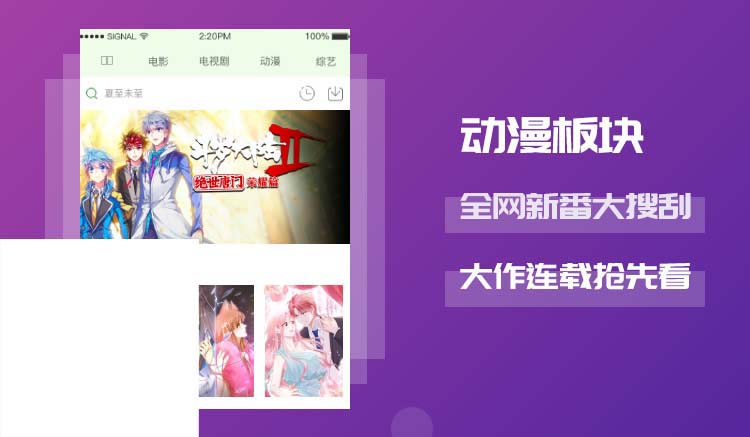 SIGNAL 2:20PM 100%
电影 电视剧 动漫 综艺
夏至未至
斗罗大陆II
绝世唐门 荣耀篇
动漫板块
全网新番大搜刮
大作连载抢先看